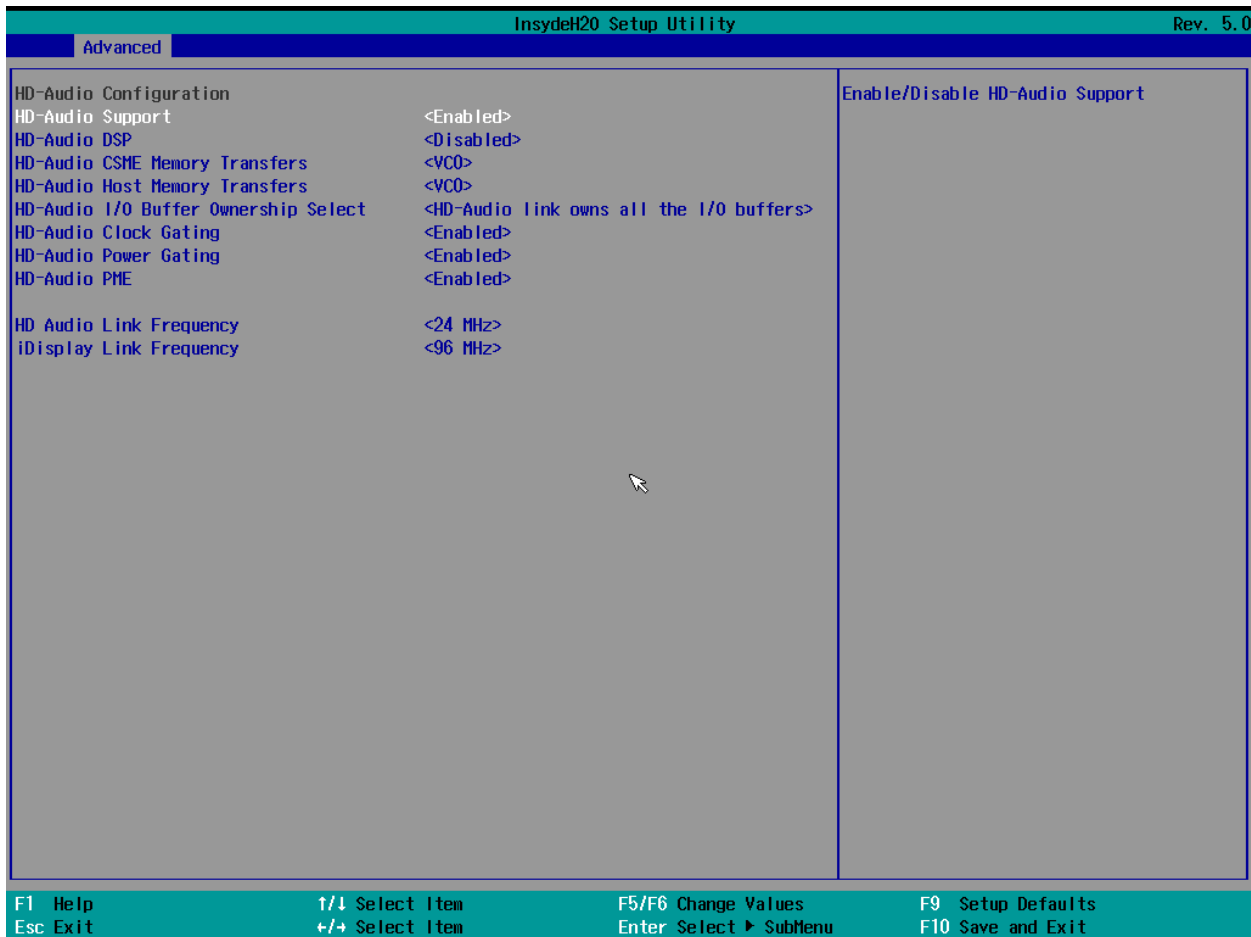 InsydeH20 Setup Utility Rev. 5.0
Advanced
HD-Audio Configuration
Enable/Disable HD-Audio Support
HD-Audio Support <Enabled>
HD-Audio DSP <Disabled>
HD-Audio CSME Memory Transfers <VC0>
HD-Audio Host Memory Transfers <VC0>
HD-Audio I/O Buffer Ownership Select <HD-Audio link owns all the I/O buffers>
HD-Audio Clock Gating <Enabled>
HD-Audio Power Gating <Enabled>
HD-Audio PME <Enabled>
HD Audio Link Frequency <24 MHz>
iDisplay Link Frequency <96 MHz>
F1 Help ↑/↓ Select Item F5/F6 Change Values F9 Setup Defaults
Esc Exit ←/→ Select Item Enter Select ▶ SubMenu F10 Save and Exit